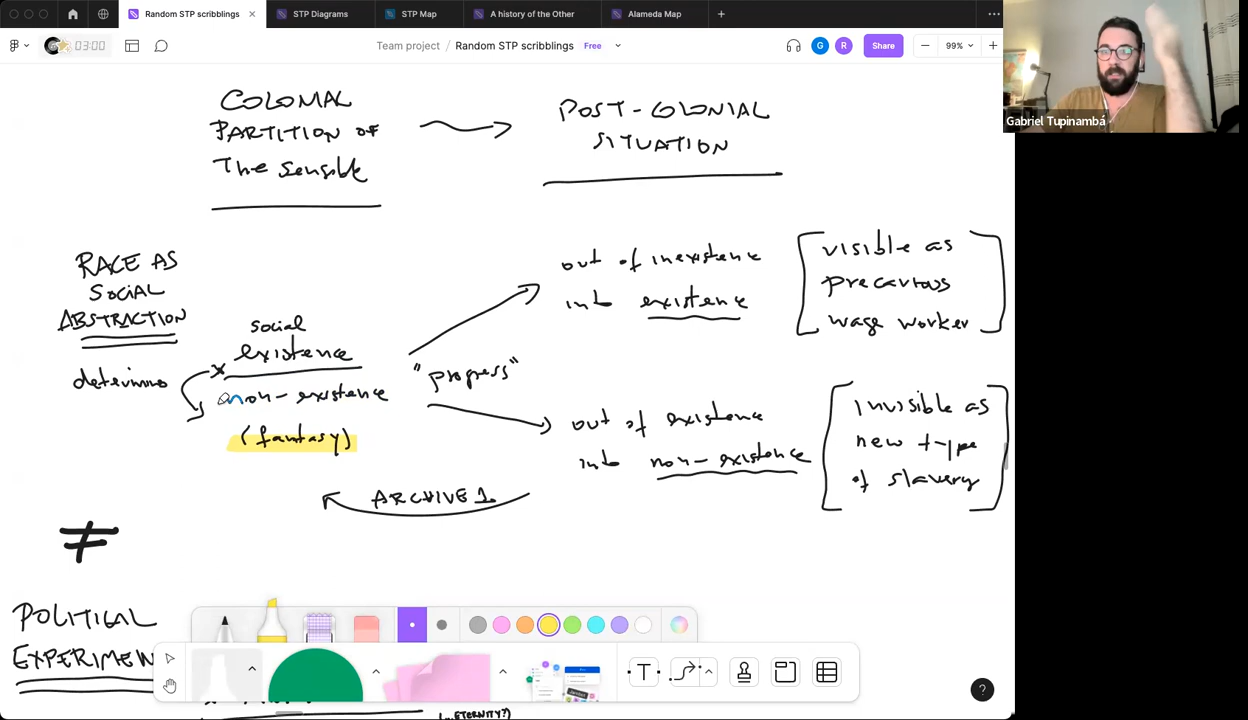 Random STP scribblings
STP Diagrams
STP Map
A history of the Other
Alameda Map
03:00
Team project / Random STP scribblings Free
G R Share 99%
Gabriel Tupinambá
COLONIAL
PARTITION OF
The Sensible
POST-COLONIAL
SITUATION
RACE AS
SOCIAL
ABSTRACTION
determines
social
existence
non-existence
(fantasy)
"progress"
out of inexistence
into existence
visible as
precarious
wage worker
out of existence
into non-existence
invisible as
new type
of slavery
ARCHIVE 1
≠
POLITICAL
EXPERIMEN
T
?
(...ETERNITY?)